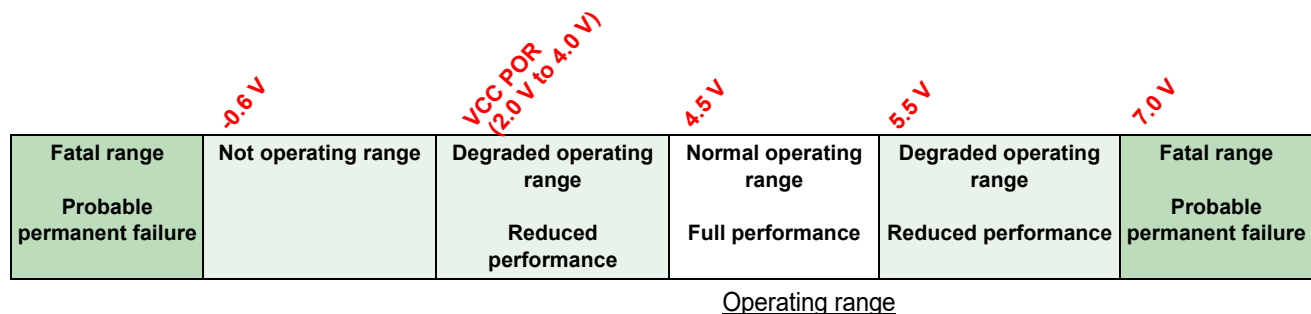 -0.6 V
VCC POR
(2.0 V to 4.0 V)
4.5 V
5.5 V
7.0 V
Fatal range
Probable
permanent failure
Not operating range
Degraded operating
range
Reduced
performance
Normal operating
range
Full performance
Degraded operating
range
Reduced performance
Fatal range
Probable
permanent failure
Operating range